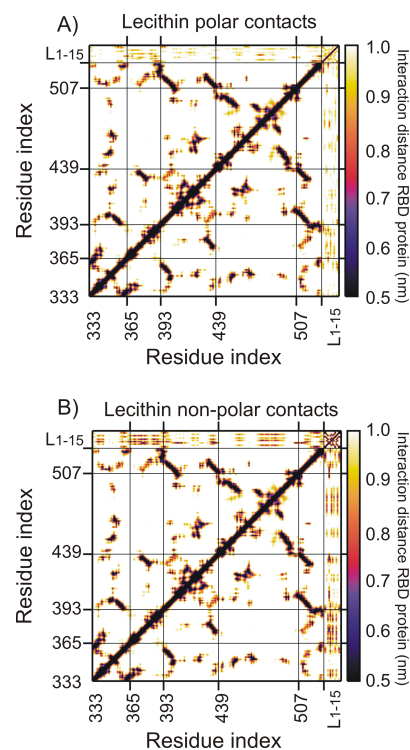 A) Lecithin polar contacts
L1-15
507
439
393
365
333
Residue index
333
365
393
439
507
L1-15
Residue index
1.0
0.9
0.8
0.7
0.6
0.5
Interaction distance RBD protein (nm)
B) Lecithin non-polar contacts
L1-15
507
439
393
365
333
Residue index
333
365
393
439
507
L1-15
Residue index
1.0
0.9
0.8
0.7
0.6
0.5
Interaction distance RBD protein (nm)